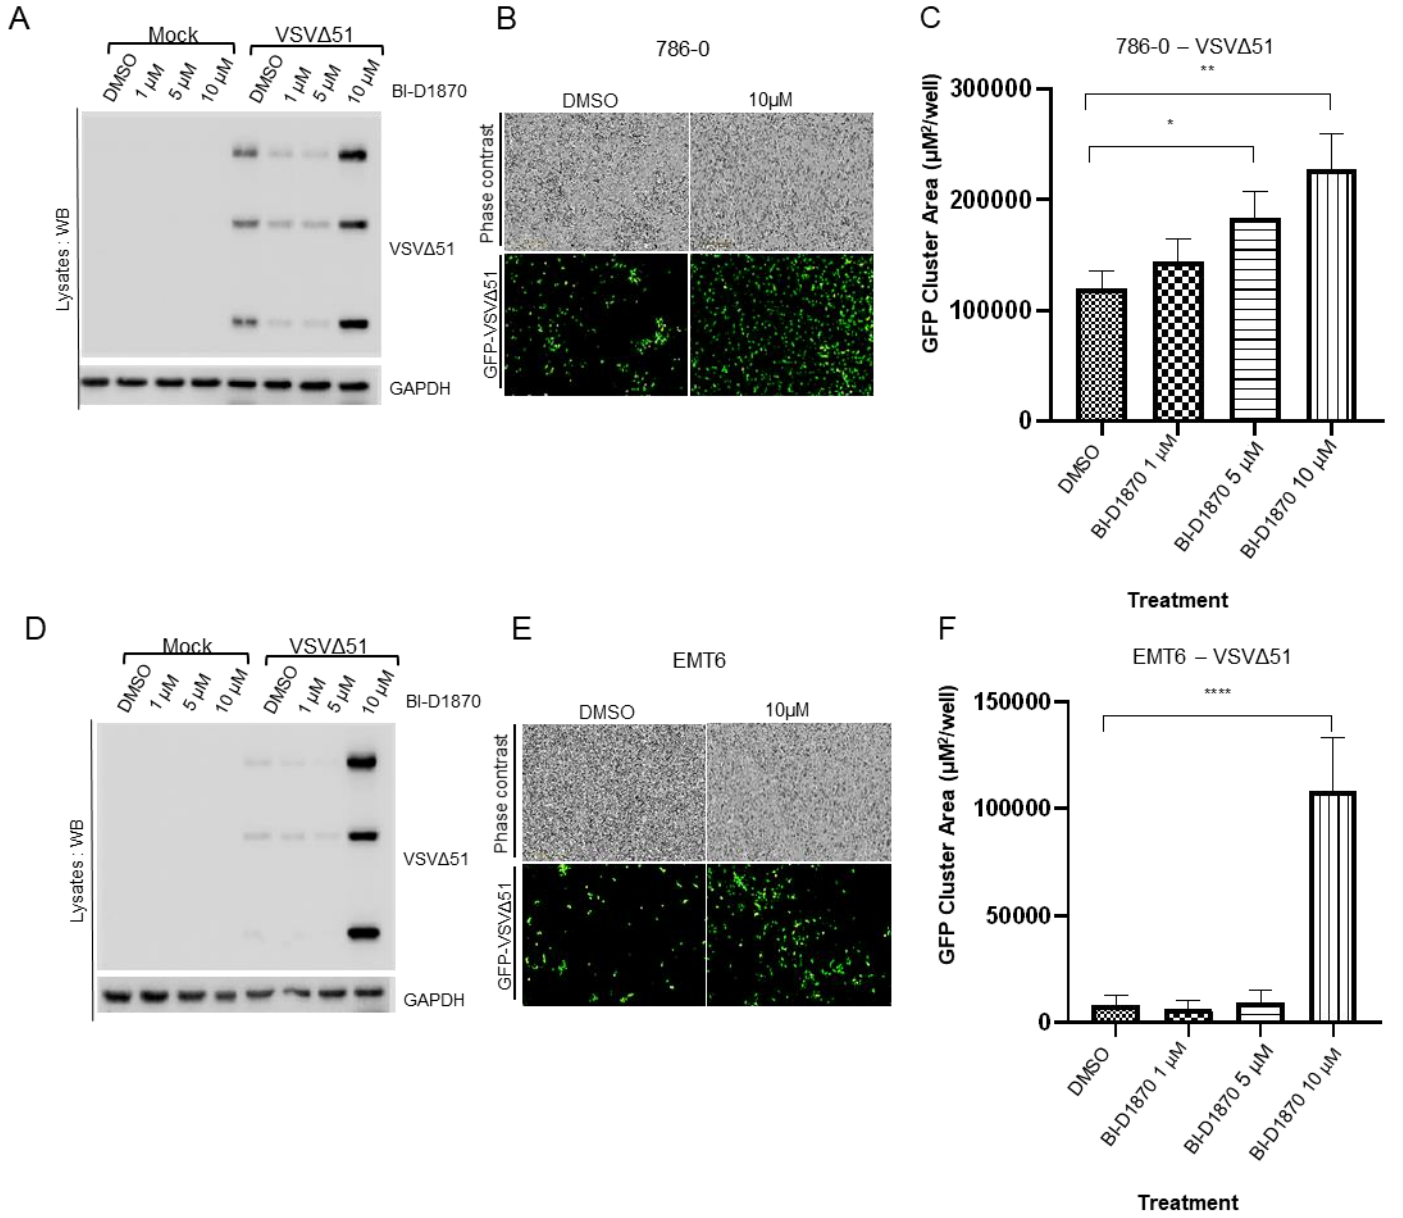 A
Mock
VSVΔ51
DMSO
1 µM
5 µM
10 µM
DMSO
1 µM
5 µM
10 µM
BI-D1870
Lysates : WB
VSVΔ51
GAPDH
B
786-0
DMSO
10µM
Phase contrast
GFP-VSVΔ51
C
786-0 – VSVΔ51
**
*
GFP Cluster Area (µM²/well)
300000
200000
100000
0
DMSO
BI-D1870 1 µM
BI-D1870 5 µM
BI-D1870 10 µM
Treatment
D
Mock
VSVΔ51
DMSO
1 µM
5 µM
10 µM
DMSO
1 µM
5 µM
10 µM
BI-D1870
Lysates : WB
VSVΔ51
GAPDH
E
EMT6
DMSO
10µM
Phase contrast
GFP-VSVΔ51
F
EMT6 – VSVΔ51
****
GFP Cluster Area (µM²/well)
150000
100000
50000
0
DMSO
BI-D1870 1 µM
BI-D1870 5 µM
BI-D1870 10 µM
Treatment